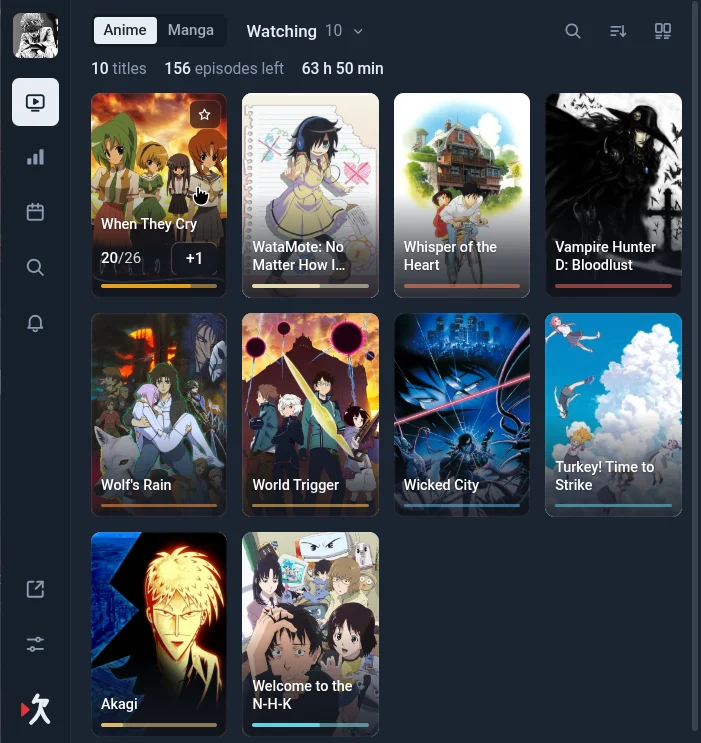 Anime
Manga
Watching 10
10 titles 156 episodes left 63 h 50 min
When They Cry
20/26
+1
WataMote: No
Matter How I...
Whisper of the
Heart
Vampire Hunter
D: Bloodlust
Wolf's Rain
World Trigger
Wicked City
Turkey! Time to
Strike
Akagi
Welcome to the
N-H-K